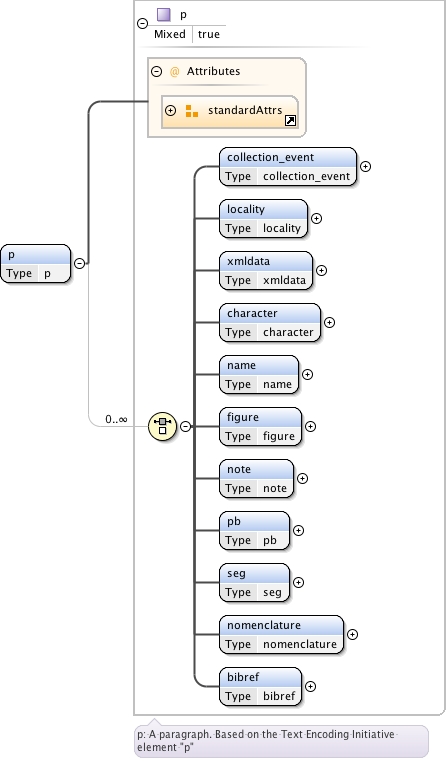 p
Mixed true
@ Attributes
standardAttrs
collection_event
Type collection_event
locality
Type locality
p
Type p
xmldata
Type xmldata
character
Type character
name
Type name
0..∞
figure
Type figure
note
Type note
pb
Type pb
seg
Type seg
nomenclature
Type nomenclature
bibref
Type bibref
p: A paragraph. Based on the Text Encoding Initiative
element "p"